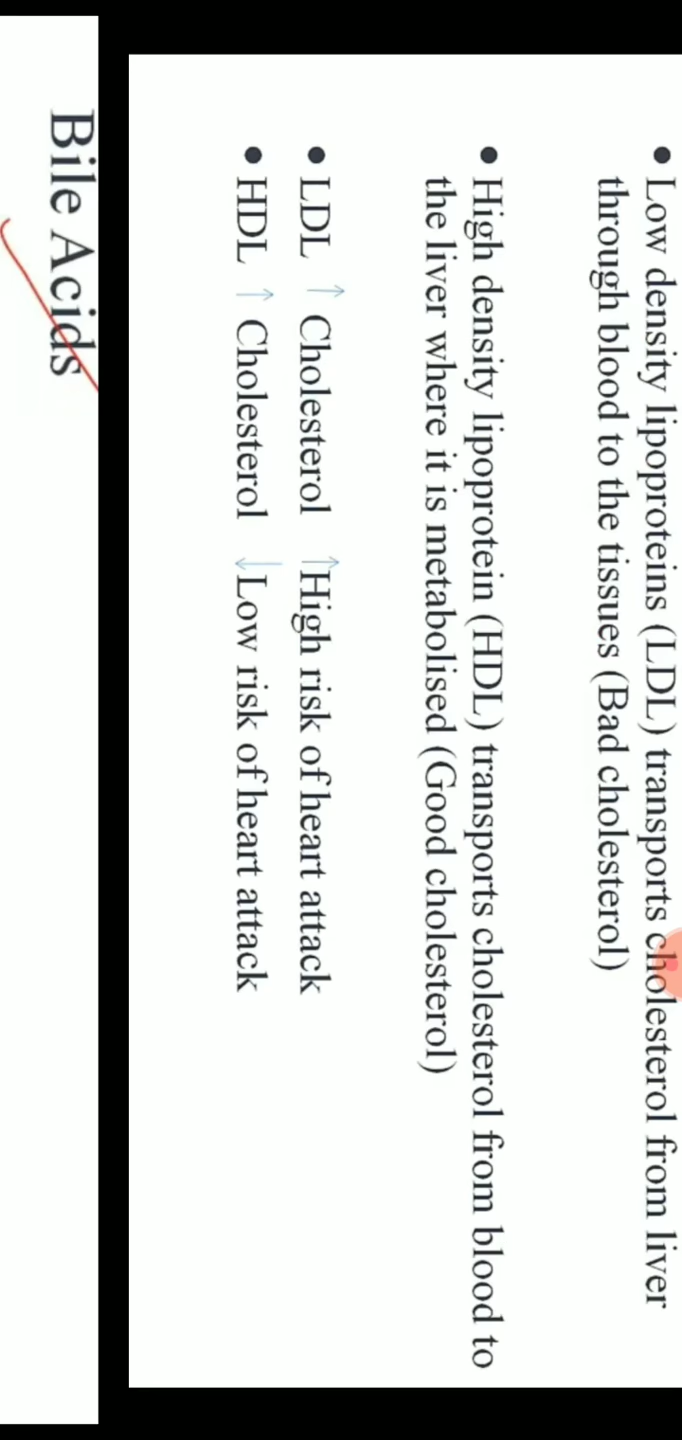 • Low density lipoproteins (LDL) transports cholesterol from liver
through blood to the tissues (Bad cholesterol)
• High density lipoprotein (HDL) transports cholesterol from blood to
the liver where it is metabolised (Good cholesterol)
• LDL ↑ Cholesterol ↑ High risk of heart attack
• HDL ↑ Cholesterol ↓ Low risk of heart attack
Bile Acids